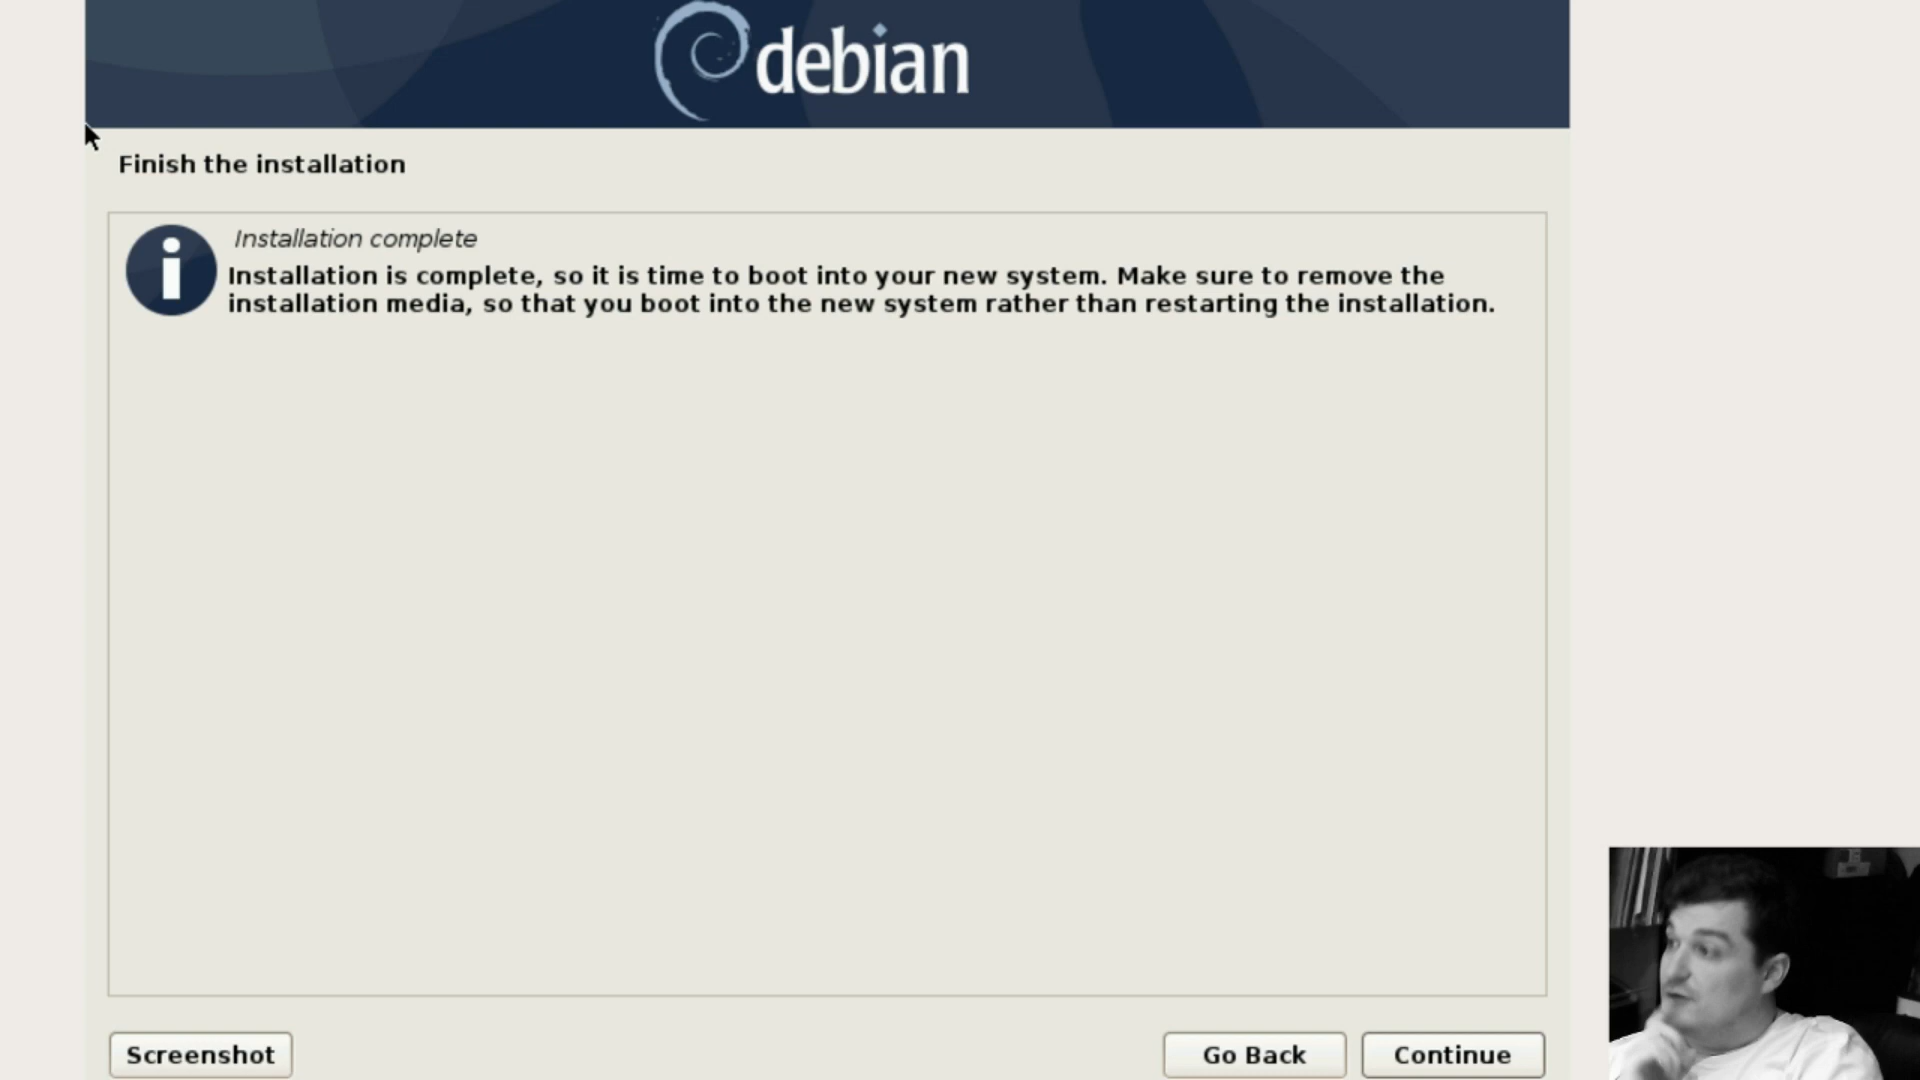 debian
Finish the installation
Installation complete
Installation is complete, so it is time to boot into your new system. Make sure to remove the
installation media, so that you boot into the new system rather than restarting the installation.
Screenshot
Go Back
Continue